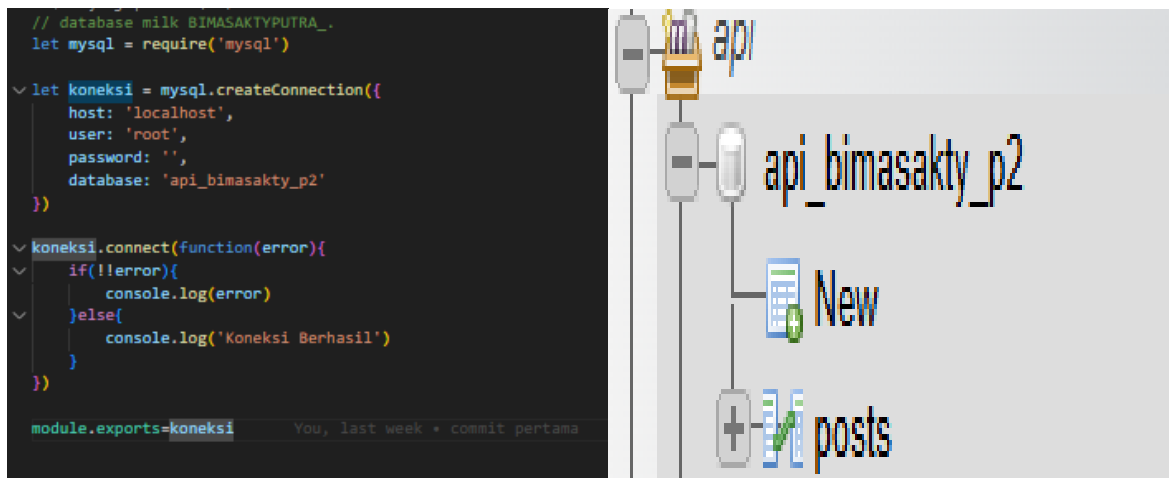 // database milk BIMASAKTYPUTRA_.
let mysql = require('mysql')
let koneksi = mysql.createConnection({
host: 'localhost',
user: 'root',
password: '',
database: 'api_bimasakty_p2'
})
koneksi.connect(function(error){
if(!!error){
console.log(error)
}else{
console.log('Koneksi Berhasil')
}
})
module.exports=koneksi You, last week • commit pertama
api
api_bimasakty_p2
New
posts